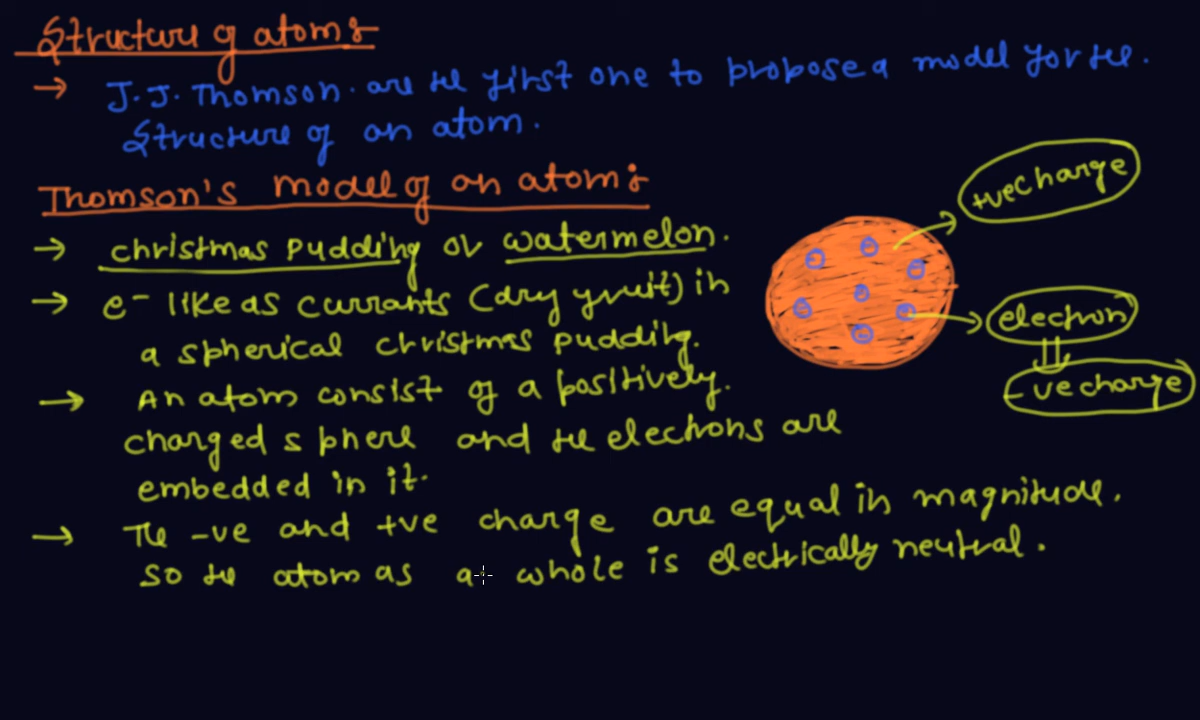 Structure of atoms
→ J.J. Thomson. are the first one to propose a model for the.
Structure of an atom.
Thomson's model of an atoms
→ christmas pudding or watermelon.
→ e- like as currants (dry fruit) in
a spherical christmas pudding.
→ An atom consist of a positively.
charged sphere and the electrons are
embedded in it.
→ The -ve and +ve charge are equal in magnitude.
so the atom as a whole is electrically neutral.
+ve charge
electron
-ve charge